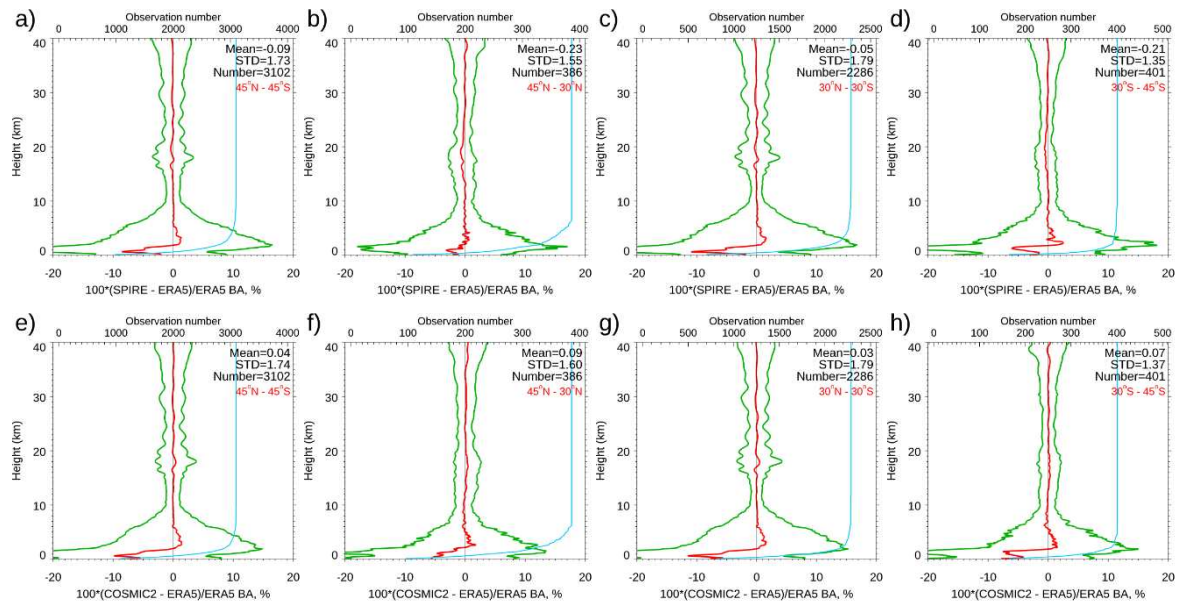 a)
Observation number
0 1000 2000 3000 4000
Mean=-0.09
STD=1.73
Number=3102
45°N - 45°S
Height (km)
40
30
20
10
0
-20 -10 0 10 20
100*(SPIRE - ERA5)/ERA5 BA, %
b)
Observation number
0 100 200 300 400
Mean=-0.23
STD=1.55
Number=386
45°N - 30°N
Height (km)
40
30
20
10
0
-20 -10 0 10 20
100*(SPIRE - ERA5)/ERA5 BA, %
c)
Observation number
0 500 1000 1500 2000 2500
Mean=-0.05
STD=1.79
Number=2286
30°N - 30°S
Height (km)
40
30
20
10
0
-20 -10 0 10 20
100*(SPIRE - ERA5)/ERA5 BA, %
d)
Observation number
0 100 200 300 400 500
Mean=-0.21
STD=1.35
Number=401
30°S - 45°S
Height (km)
40
30
20
10
0
-20 -10 0 10 20
100*(SPIRE - ERA5)/ERA5 BA, %
e)
Observation number
0 1000 2000 3000 4000
Mean=0.04
STD=1.74
Number=3102
45°N - 45°S
Height (km)
40
30
20
10
0
-20 -10 0 10 20
100*(COSMIC2 - ERA5)/ERA5 BA, %
f)
Observation number
0 100 200 300 400
Mean=0.09
STD=1.60
Number=386
45°N - 30°N
Height (km)
40
30
20
10
0
-20 -10 0 10 20
100*(COSMIC2 - ERA5)/ERA5 BA, %
g)
Observation number
0 500 1000 1500 2000 2500
Mean=0.03
STD=1.79
Number=2286
30°N - 30°S
Height (km)
40
30
20
10
0
-20 -10 0 10 20
100*(COSMIC2 - ERA5)/ERA5 BA, %
h)
Observation number
0 100 200 300 400 500
Mean=0.07
STD=1.37
Number=401
30°S - 45°S
Height (km)
40
30
20
10
0
-20 -10 0 10 20
100*(COSMIC2 - ERA5)/ERA5 BA, %